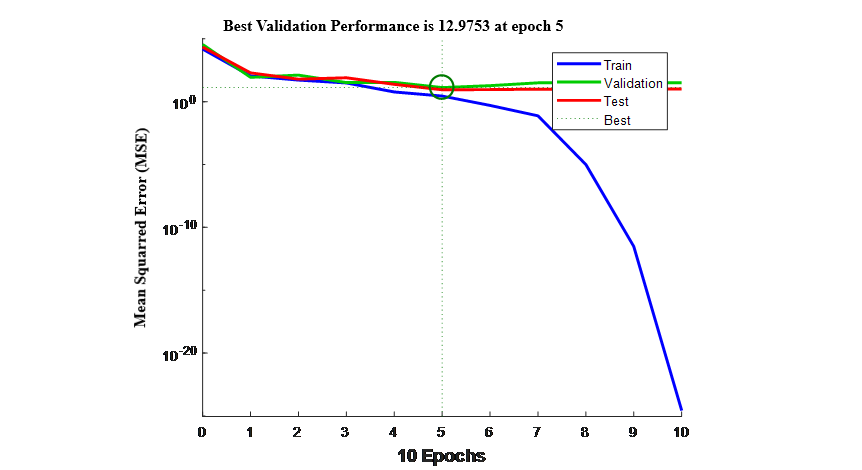 Best Validation Performance is 12.9753 at epoch 5
Mean Squarred Error (MSE)
10^0
10^-10
10^-20
Train
Validation
Test
Best
0 1 2 3 4 5 6 7 8 9 10
10 Epochs